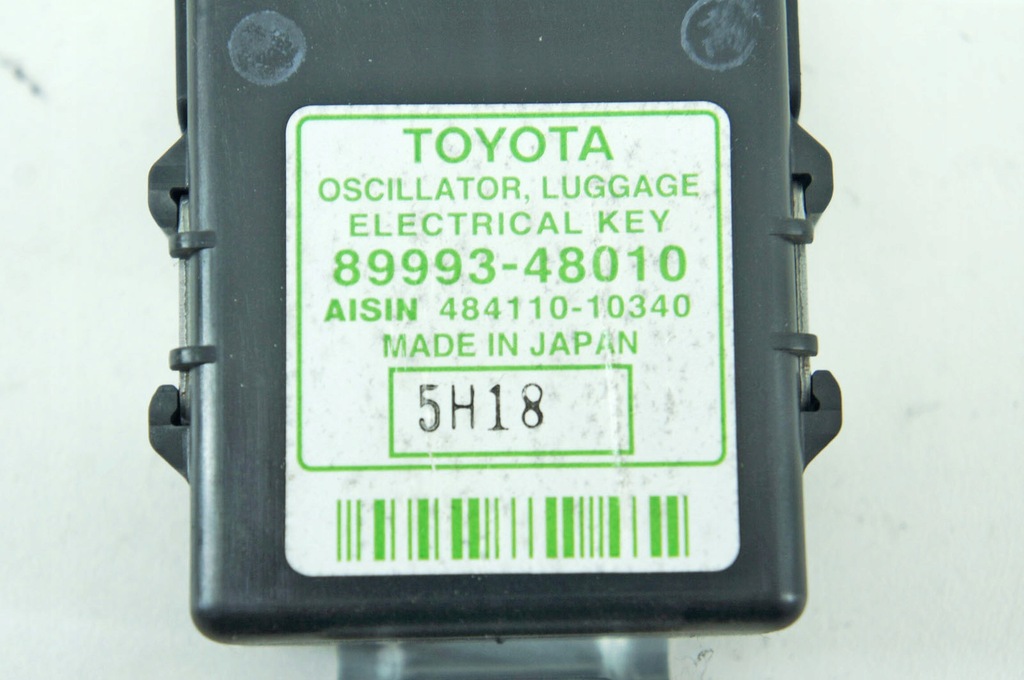 TOYOTA
OSCILLATOR, LUGGAGE
ELECTRICAL KEY
89993-48010
AISIN 484110-10340
MADE IN JAPAN
5H18